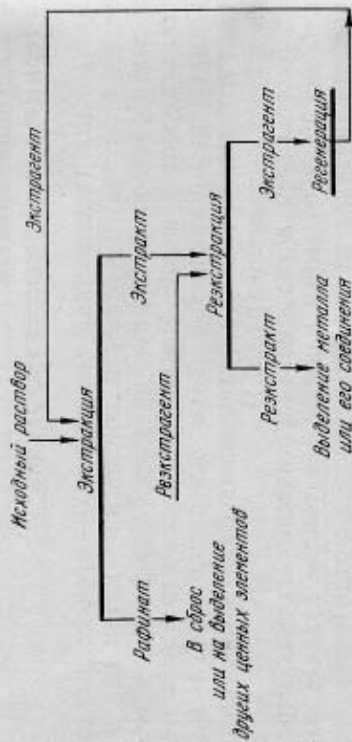 Экстрагент
Исходный раствор
Экстракция
Рафинат
Экстракт
В сброс
или на выделение
других ценных элементов
Реэкстрагент
Реэкстракция
Реэкстракт
Экстрагент
Выделение металла
или его соединения
Регенерация